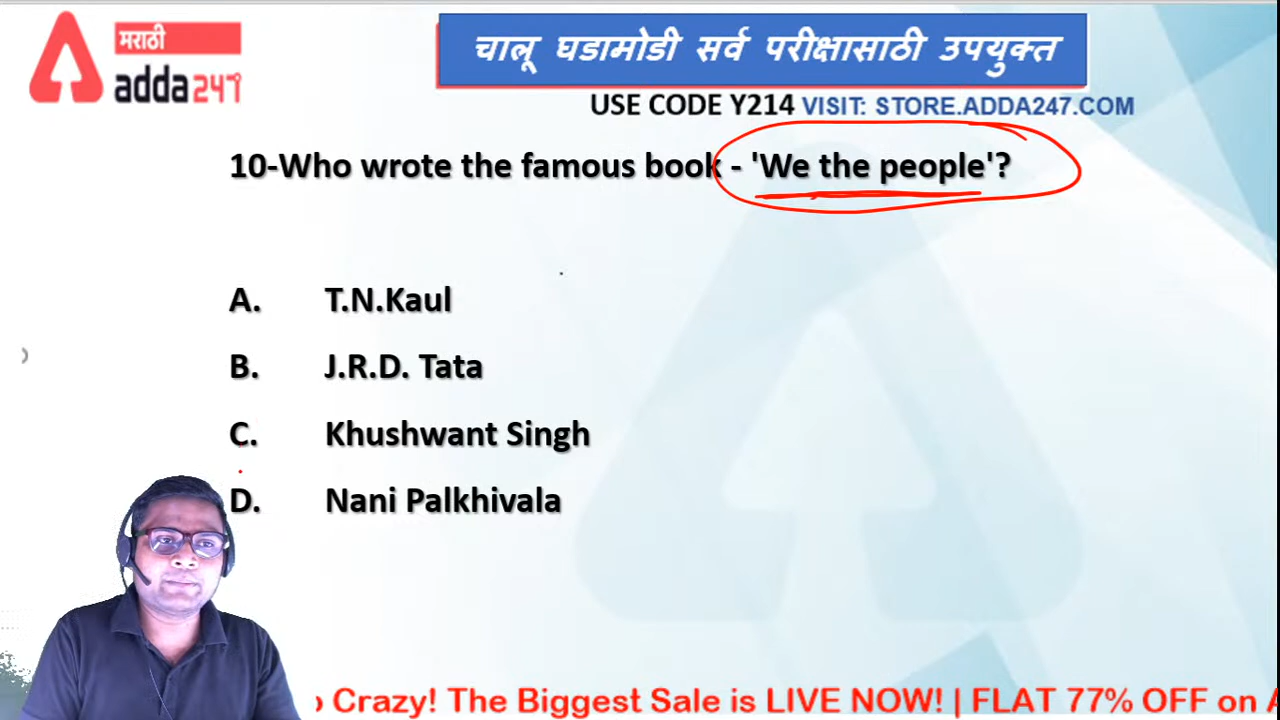 मराठी
adda247
चालू घडामोडी सर्व परीक्षासाठी उपयुक्त
USE CODE Y214 VISIT: STORE.ADDA247.COM
10-Who wrote the famous book - 'We the people'?
A. T.N.Kaul
B. J.R.D. Tata
C. Khushwant Singh
D. Nani Palkhivala
Crazy! The Biggest Sale is LIVE NOW! | FLAT 77% OFF on